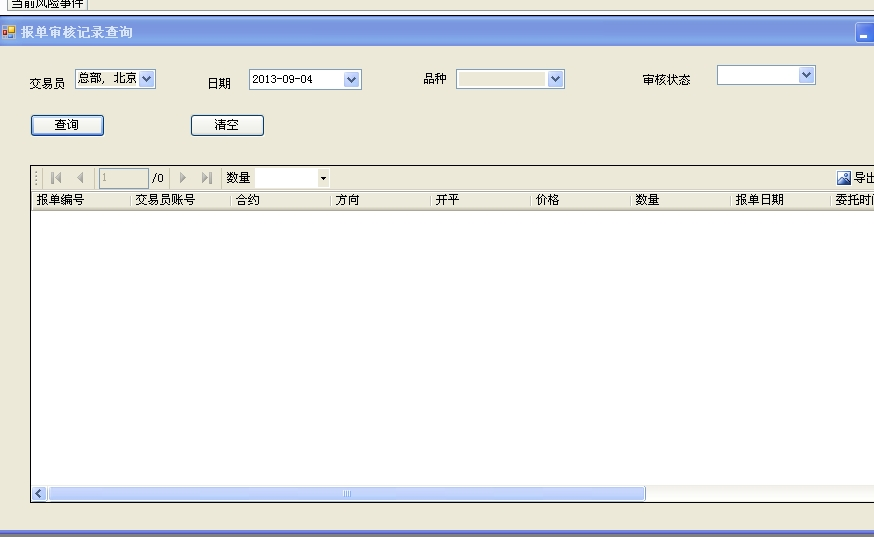 当前风险事件
报单审核记录查询
交易员 总部, 北京 日期 2013-09-04 品种 审核状态
查询 清空
1 /0 数量 导出
报单编号 交易员账号 合约 方向 开平 价格 数量 报单日期 委托时间